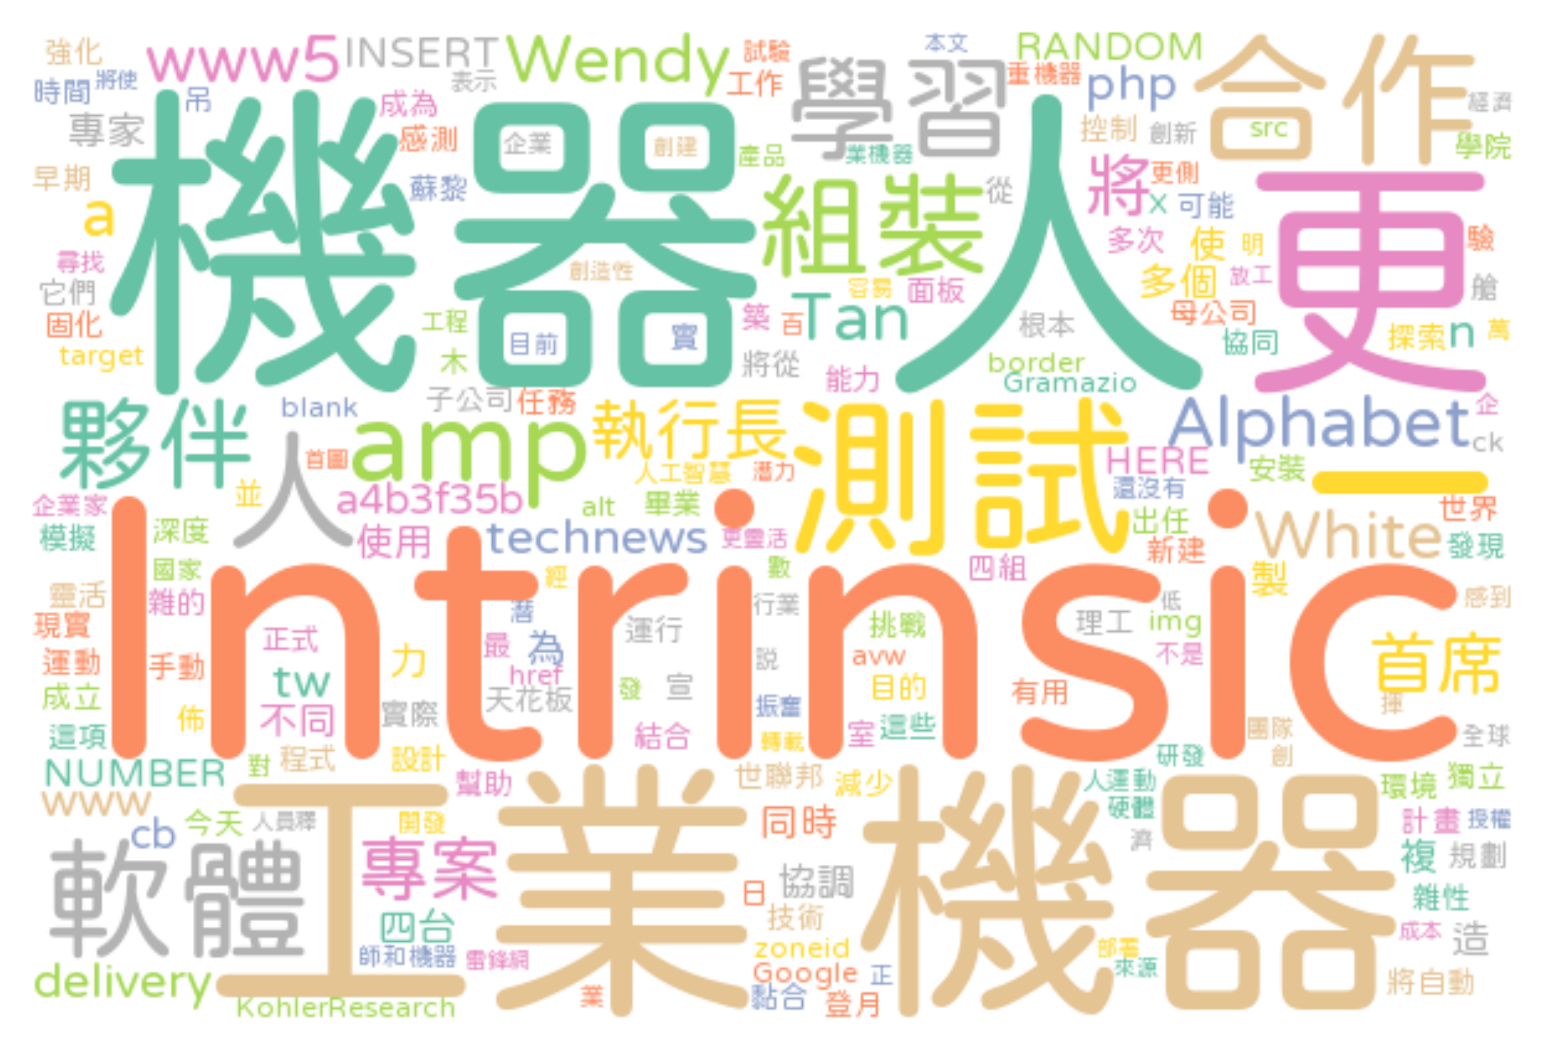 強化
www5
INSERT
Wendy
試驗
本文
RANDOM
合作
時間
將使
吊
表示
成為
工作
學習
重機器
php
經濟
專家
感測
企業
創建
產品
業機器
控制
創新
src
學院
早期
蘇黎
機器人
組裝
從
將
更側
x
可能
更
a
尋找
創造性
容易
面板
多次
使
明
驗
它們
多個
放工
艙
固化
工程
目前
實
築
百
Tan
根本
母公司
協同
探索
n
萬
target
木
將從
能力
border
Gramazio
夥伴
blank
子公司
任務
執行長
測試
Alphabet
企
ck
人
首圖
amp
人工智慧
潛力
HERE
安裝
一
企業家
並
a4b3f35b
alt
畢業
還沒有
世界
模擬
深度
使用
technews
更靈活
出任
新建
White
發現
國家
Intrinsic
經
數
四組
製
靈活
雜的
行業
低
感到
現實
正式
運行
挑戰
理工
img
首席
運動
手動
力
最
為
説
avw
不是
成立
tw
href
天花板
發
宣
目的
有用
佈
不同
實際
振奮
揮
這項
結合
轉載
室
這些
團隊
全球
NUMBER
對
程式
設計
幫助
世聯邦
減少
研發
創
人運動
環境
獨立
www
工業機器
硬體
cb
今天
人員釋
開發
同時
計畫
授權
軟體
專案
濟
複
規劃
日
協調
四台
技術
雜性
師和機器
雷鋒網
zoneid
部署
成本
造
delivery
Google
正
來源
將自動
KohlerResearch
業
黏合
登月